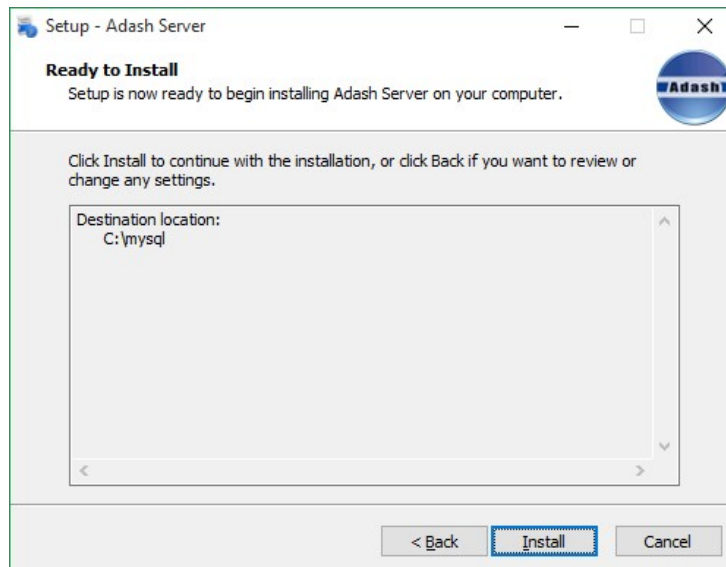 Setup - Adash Server
Ready to Install
Setup is now ready to begin installing Adash Server on your computer.
Adash
Click Install to continue with the installation, or click Back if you want to review or
change any settings.
Destination location:
C:\mysql
< Back
Install
Cancel